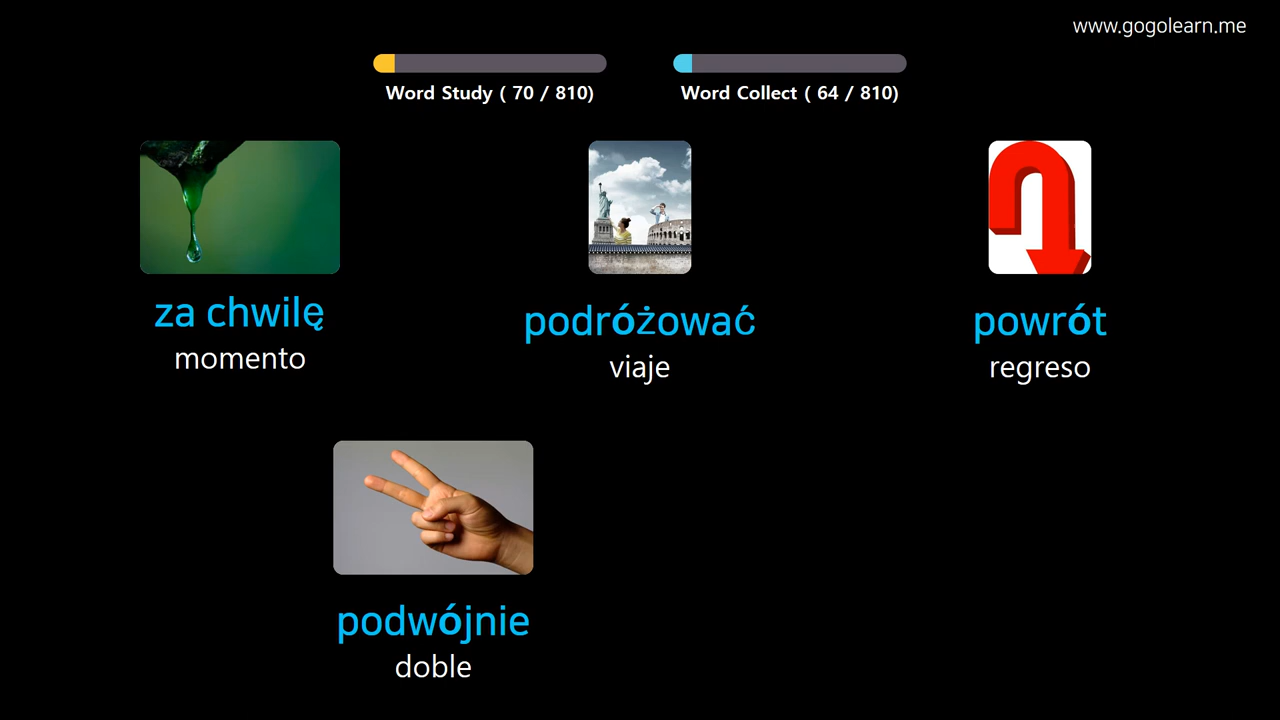 www.gogolearn.me
Word Study ( 70 / 810)
Word Collect ( 64 / 810)
za chwilę
momento
podróżować
viaje
powrót
regreso
podwójnie
doble